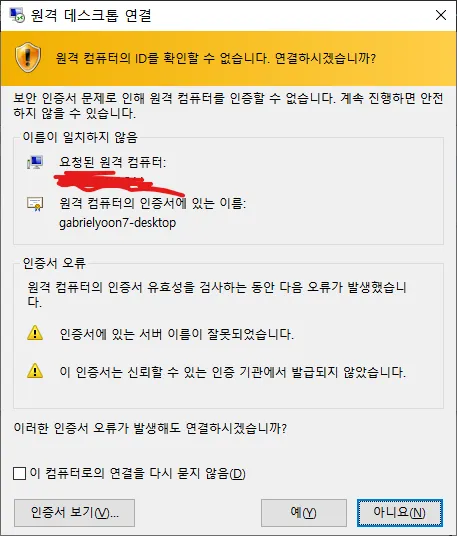 원격 데스크톱 연결
원격 컴퓨터의 ID를 확인할 수 없습니다. 연결하시겠습니까?
보안 인증서 문제로 인해 원격 컴퓨터를 인증할 수 없습니다. 계속 진행하면 안전
하지 않을 수 있습니다.
이름이 일치하지 않음
요청된 원격 컴퓨터:
원격 컴퓨터의 인증서에 있는 이름:
gabrielyoon7-desktop
인증서 오류
원격 컴퓨터의 인증서 유효성을 검사하는 동안 다음 오류가 발생했습니
다.
인증서에 있는 서버 이름이 잘못되었습니다.
이 인증서는 신뢰할 수 있는 인증 기관에서 발급되지 않았습니다.
이러한 인증서 오류가 발생해도 연결하시겠습니까?
이 컴퓨터로의 연결을 다시 묻지 않음(D)
인증서 보기(V)...
예(Y)
아니요(N)